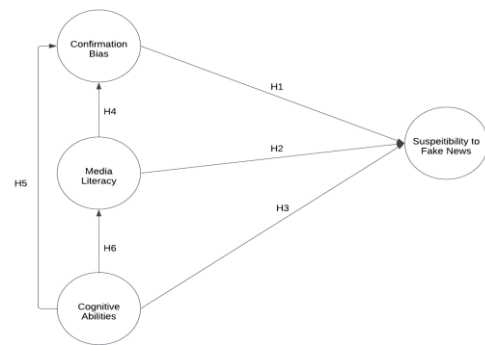 Confirmation
Bias
H1
H4
Suspeitibility to
Fake News
H2
Media
Literacy
H5
H3
H6
Cognitive
Abilities